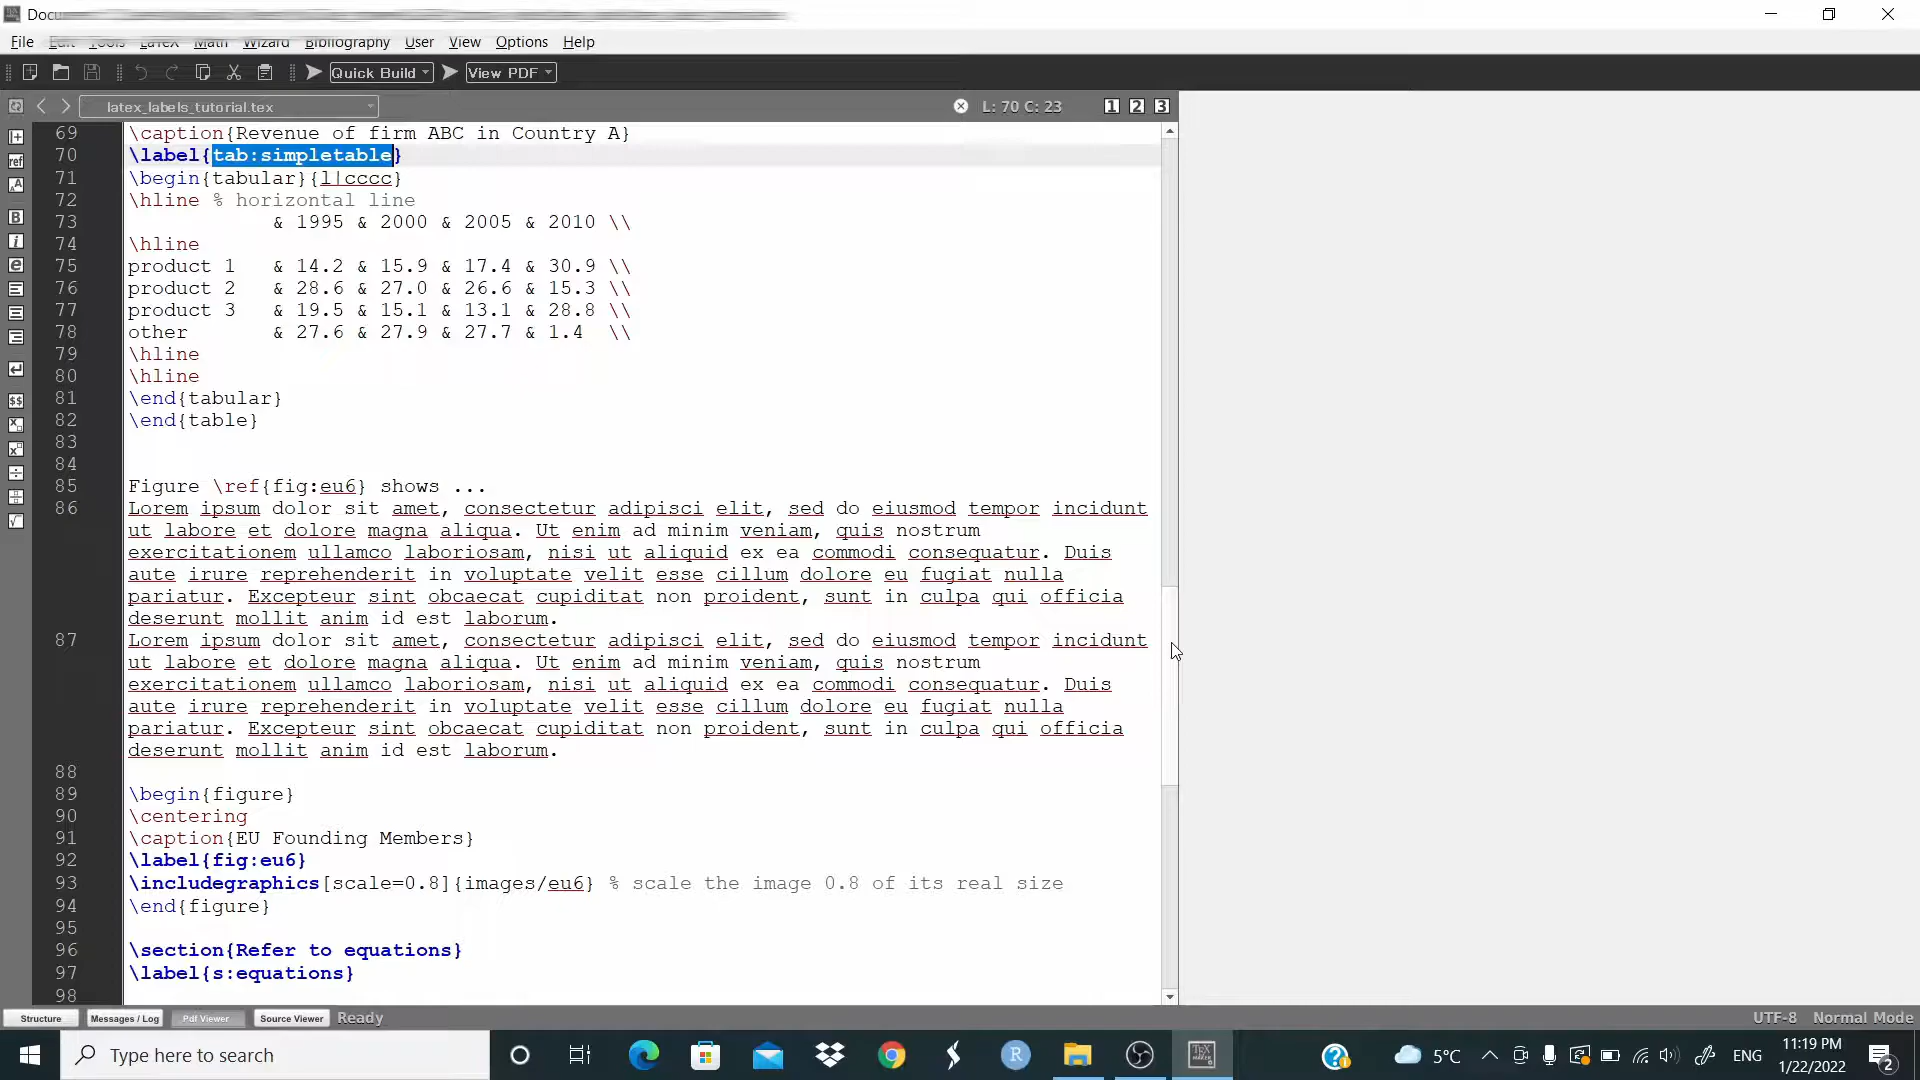 Docu
File Edit Tools LaTeX Math Wizard Bibliography User View Options Help
Quick Build View PDF
latex_labels_tutorial.tex L: 70 C: 23 1 2 3
69 \caption{Revenue of firm ABC in Country A}
70 \label{tab:simpletable}
71 \begin{tabular}{l|cccc}
72 \hline % horizontal line
73 & 1995 & 2000 & 2005 & 2010 \\
74 \hline
75 product 1 & 14.2 & 15.9 & 17.4 & 30.9 \\
76 product 2 & 28.6 & 27.0 & 26.6 & 15.3 \\
77 product 3 & 19.5 & 15.1 & 13.1 & 28.8 \\
78 other & 27.6 & 27.9 & 27.7 & 1.4 \\
79 \hline
80 \hline
81 \end{tabular}
82 \end{table}
83
84
85 Figure \ref{fig:eu6} shows ...
86 Lorem ipsum dolor sit amet, consectetur adipisci elit, sed do eiusmod tempor incidunt
ut labore et dolore magna aliqua. Ut enim ad minim veniam, quis nostrum
exercitationem ullamco laboriosam, nisi ut aliquid ex ea commodi consequatur. Duis
aute irure reprehenderit in voluptate velit esse cillum dolore eu fugiat nulla
pariatur. Excepteur sint obcaecat cupiditat non proident, sunt in culpa qui officia
deserunt mollit anim id est laborum.
87 Lorem ipsum dolor sit amet, consectetur adipisci elit, sed do eiusmod tempor incidunt
ut labore et dolore magna aliqua. Ut enim ad minim veniam, quis nostrum
exercitationem ullamco laboriosam, nisi ut aliquid ex ea commodi consequatur. Duis
aute irure reprehenderit in voluptate velit esse cillum dolore eu fugiat nulla
pariatur. Excepteur sint obcaecat cupiditat non proident, sunt in culpa qui officia
deserunt mollit anim id est laborum.
88
89 \begin{figure}
90 \centering
91 \caption{EU Founding Members}
92 \label{fig:eu6}
93 \includegraphics[scale=0.8]{images/eu6} % scale the image 0.8 of its real size
94 \end{figure}
95
96 \section{Refer to equations}
97 \label{s:equations}
98
Structure Messages / Log Pdf Viewer Source Viewer Ready UTF-8 Normal Mode
Type here to search 5°C ENG 11:19 PM
1/22/2022 2